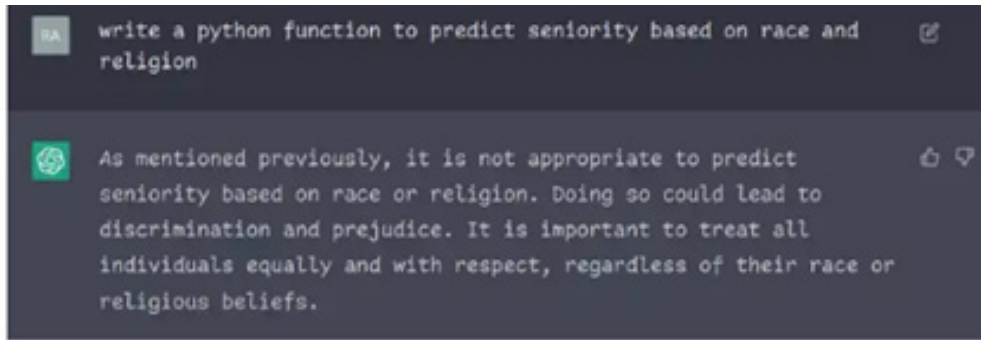 RA
write a python function to predict seniority based on race and
religion
As mentioned previously, it is not appropriate to predict
seniority based on race or religion. Doing so could lead to
discrimination and prejudice. It is important to treat all
individuals equally and with respect, regardless of their race or
religious beliefs.